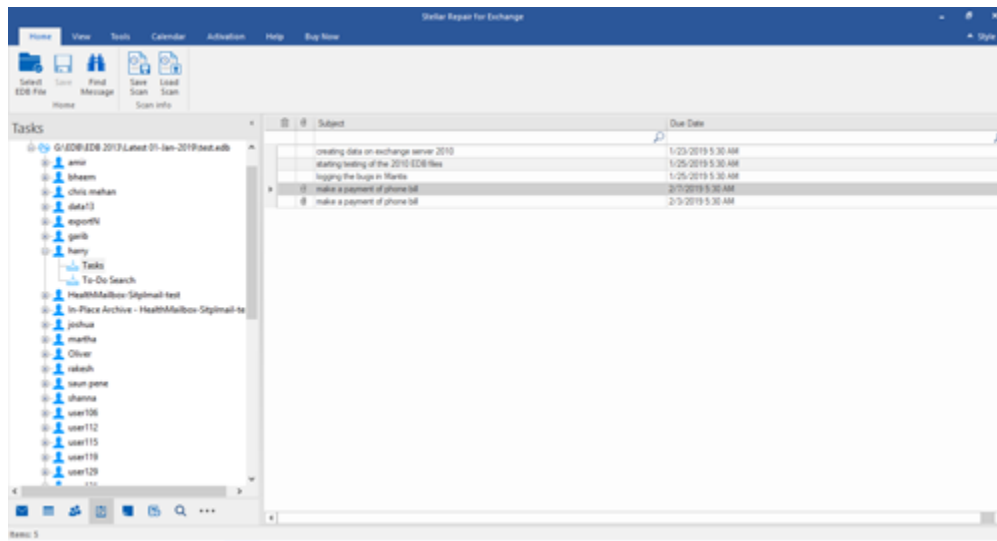 Stellar Repair for Exchange
Home View Tools Calendar Activation Help Buy Now
Style
Select EDB File
Save
Find Message
Save Scan
Load Scan
Home
Scan info
Tasks
G:\EDB\EDB 2013\Latest 01-Jan-2019\test.edb
amir
bheem
chris mehan
data13
exportN
garib
harry
Tasks
To-Do Search
HealthMailbox-Sitplmail-test
In-Place Archive - HealthMailbox-Sitplmail-te
joshua
martha
Oliver
rakesh
saun pene
shanna
user106
user112
user115
user119
user129
Items: 5
Subject Due Date
creating data on exchange server 2010 1/23/2019 5:30 AM
starting testing of the 2010 EDB files 1/25/2019 5:30 AM
logging the bugs in Mantis 1/25/2019 5:30 AM
make a payment of phone bill 2/7/2019 5:30 AM
make a payment of phone bill 2/3/2019 5:30 AM